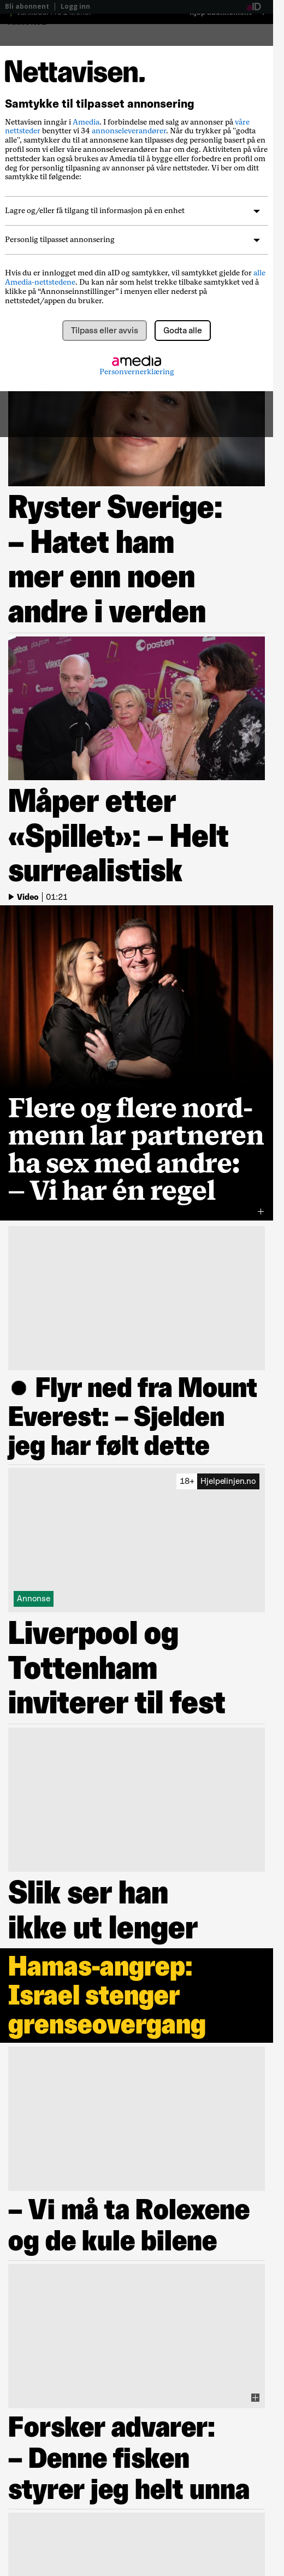 Bli abonnent | Logg inn
aID
Nettavisen.
Samtykke til tilpasset annonsering
Nettavisen inngår i Amedia. I forbindelse med salg av annonser på våre
nettsteder benytter vi 34 annonseleverandører. Når du trykker på "godta
alle", samtykker du til at annonsene kan tilpasses deg personlig basert på en
profil som vi eller våre annonseleverandører har om deg. Aktiviteten på våre
nettsteder kan også brukes av Amedia til å bygge eller forbedre en profil om
deg for personlig tilpasning av annonser på våre nettsteder. Vi ber om ditt
samtykke til følgende:
Lagre og/eller få tilgang til informasjon på en enhet
Personlig tilpasset annonsering
Hvis du er innlogget med din aID og samtykker, vil samtykket gjelde for alle
Amedia-nettstedene. Du kan når som helst trekke tilbake samtykket ved å
klikke på “Annonseinnstillinger” i menyen eller nederst på
nettstedet/appen du bruker.
Tilpass eller avvis
Godta alle
amedia
Personvernerklæring
Ryster Sverige:
– Hatet ham
mer enn noen
andre i verden
Måper etter
«Spillet»: – Helt
surrealistisk
Video | 01:21
Flere og flere nord-
menn lar partneren
ha sex med andre:
– Vi har én regel
Flyr ned fra Mount
Everest: – Sjelden
jeg har følt dette
18+ Hjelpelinjen.no
Annonse
Liverpool og
Tottenham
inviterer til fest
Slik ser han
ikke ut lenger
Hamas-angrep:
Israel stenger
grenseovergang
– Vi må ta Rolexene
og de kule bilene
Forsker advarer:
– Denne fisken
styrer jeg helt unna